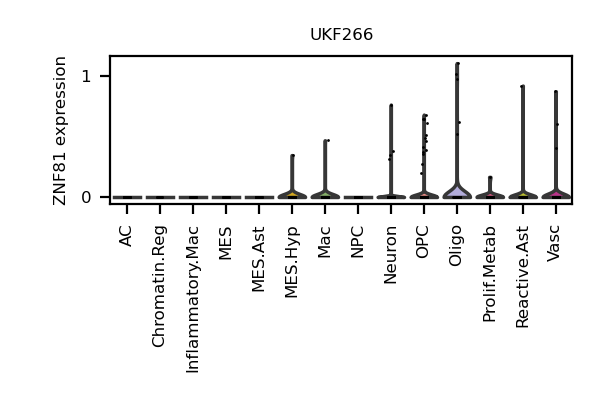 UKF266
ZNF81 expression
1
0
AC
Chromatin.Reg
Inflammatory.Mac
MES
MES.Ast
MES.Hyp
Mac
NPC
Neuron
OPC
Oligo
Prolif.Metab
Reactive.Ast
Vasc